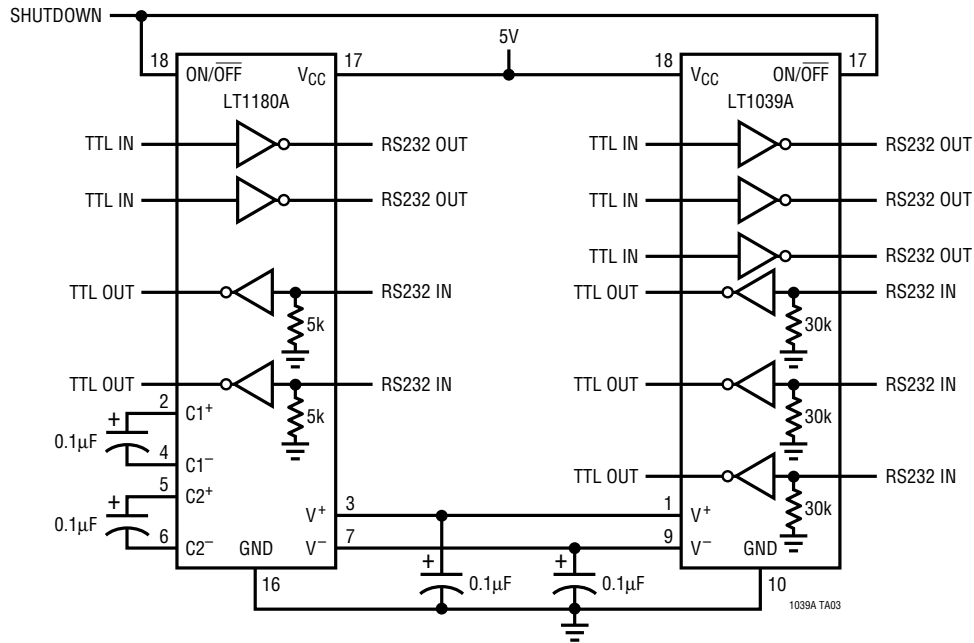 SHUTDOWN
5V
18
ON/OFF
VCC
17
LT1180A
18
VCC
ON/OFF
17
LT1039A
TTL IN
RS232 OUT
TTL IN
RS232 OUT
TTL IN
RS232 OUT
TTL IN
RS232 OUT
TTL IN
RS232 OUT
TTL OUT
RS232 IN
5k
TTL OUT
RS232 IN
30k
TTL OUT
RS232 IN
5k
TTL OUT
RS232 IN
30k
2
C1+
+
0.1µF
4
C1–
5
C2+
+
0.1µF
6
C2–
TTL OUT
RS232 IN
30k
V+
3
1
V+
V–
7
9
V–
GND
16
GND
10
+
0.1µF
+
0.1µF
1039A TA03